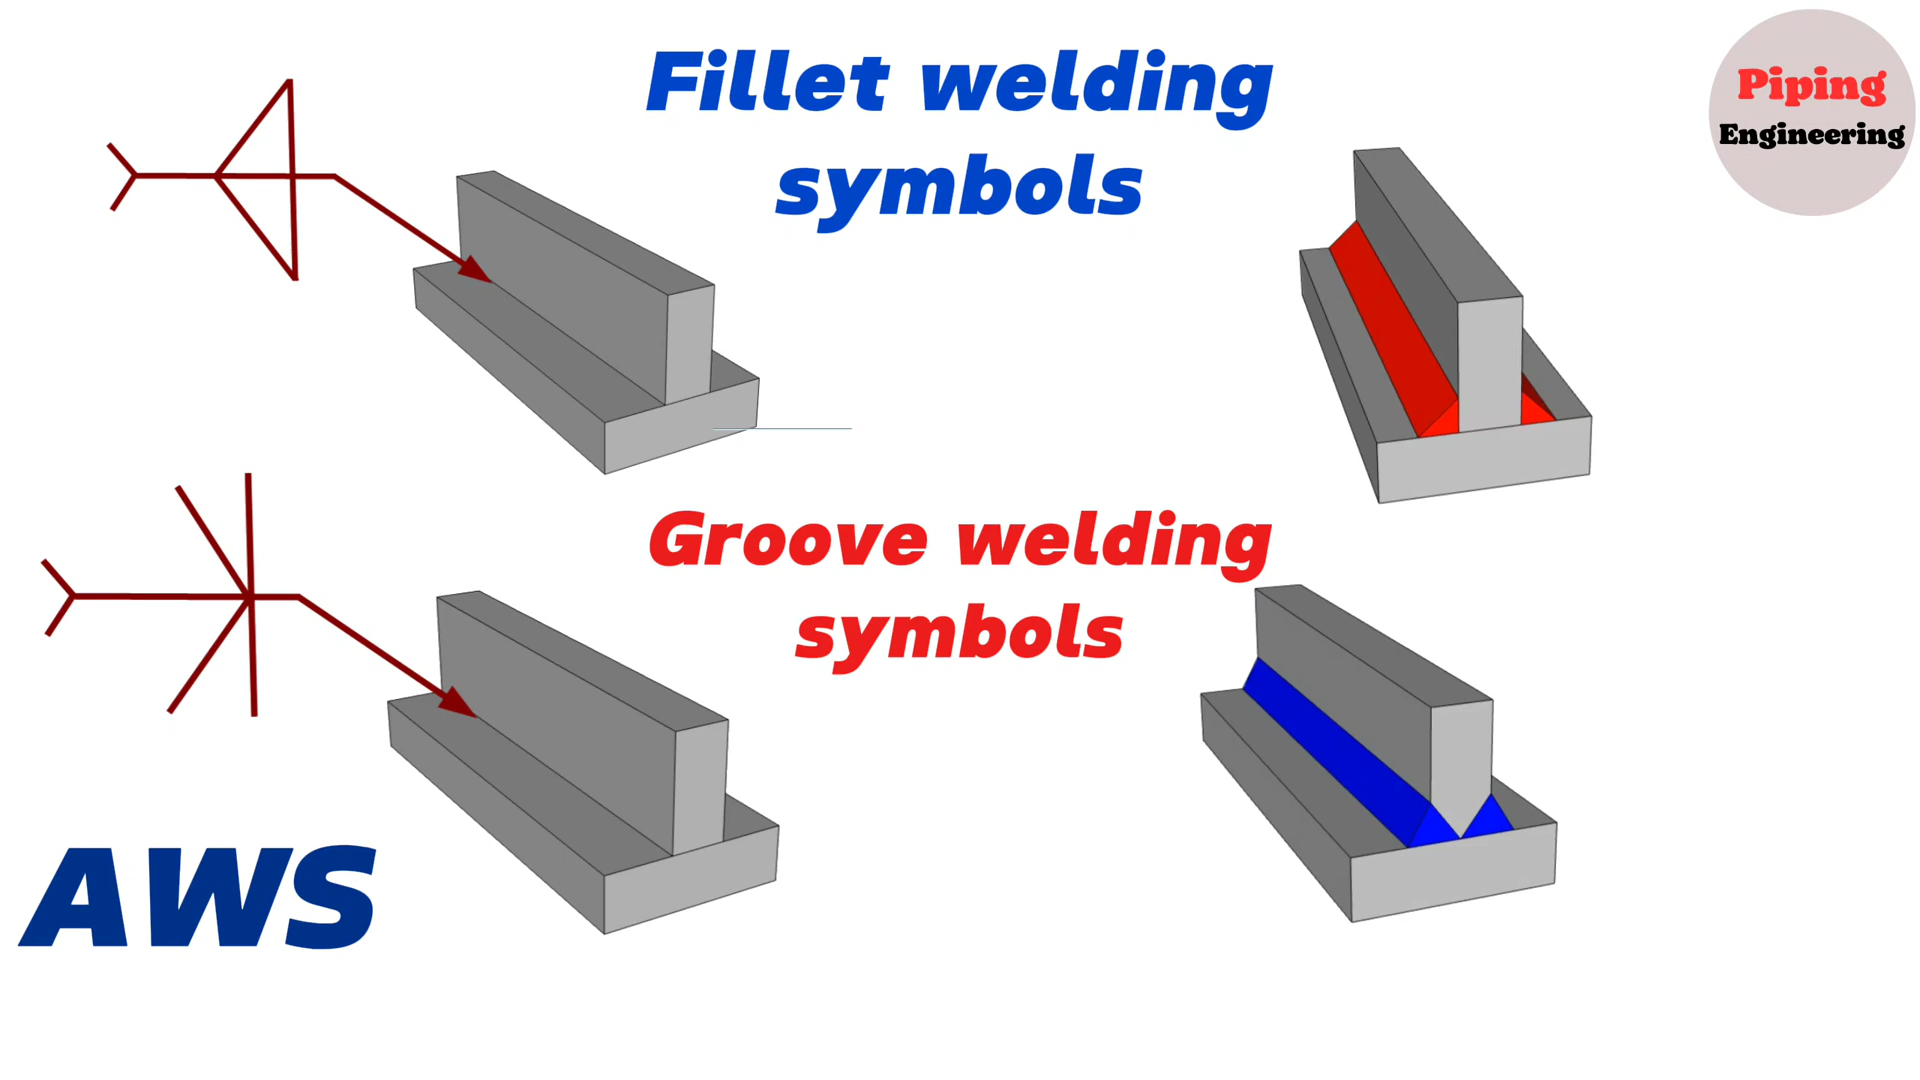 Fillet welding
symbols
Piping
Engineering
Groove welding
symbols
AWS